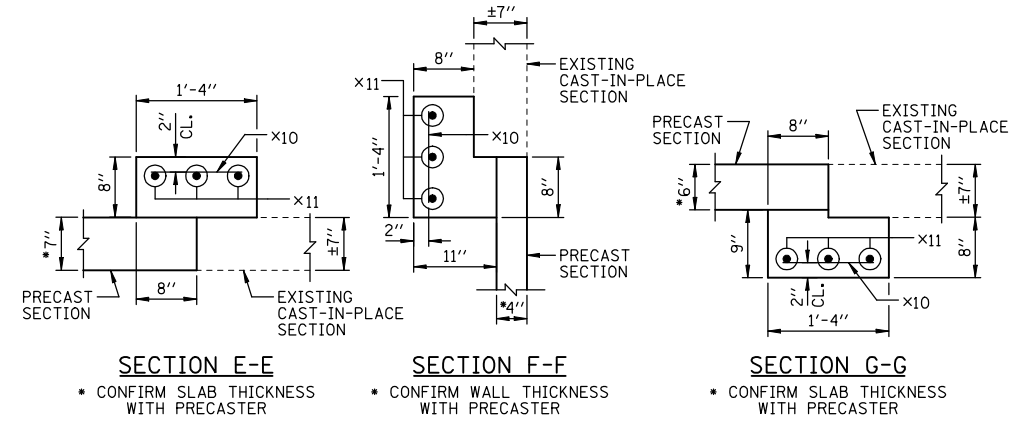 1'-4"
2"
CL.
×10
8"
×11
*7"
±7"
8"
PRECAST
SECTION
EXISTING
CAST-IN-PLACE
SECTION
SECTION E-E
* CONFIRM SLAB THICKNESS
WITH PRECASTER
±7"
8"
×11
EXISTING
CAST-IN-PLACE
SECTION
×10
1'-4"
8"
2"
11"
PRECAST
SECTION
*4"
SECTION F-F
* CONFIRM WALL THICKNESS
WITH PRECASTER
PRECAST
SECTION
8"
EXISTING
CAST-IN-PLACE
SECTION
*6"
±7"
9"
×11
8"
2"
CL.
×10
1'-4"
SECTION G-G
* CONFIRM SLAB THICKNESS
WITH PRECASTER